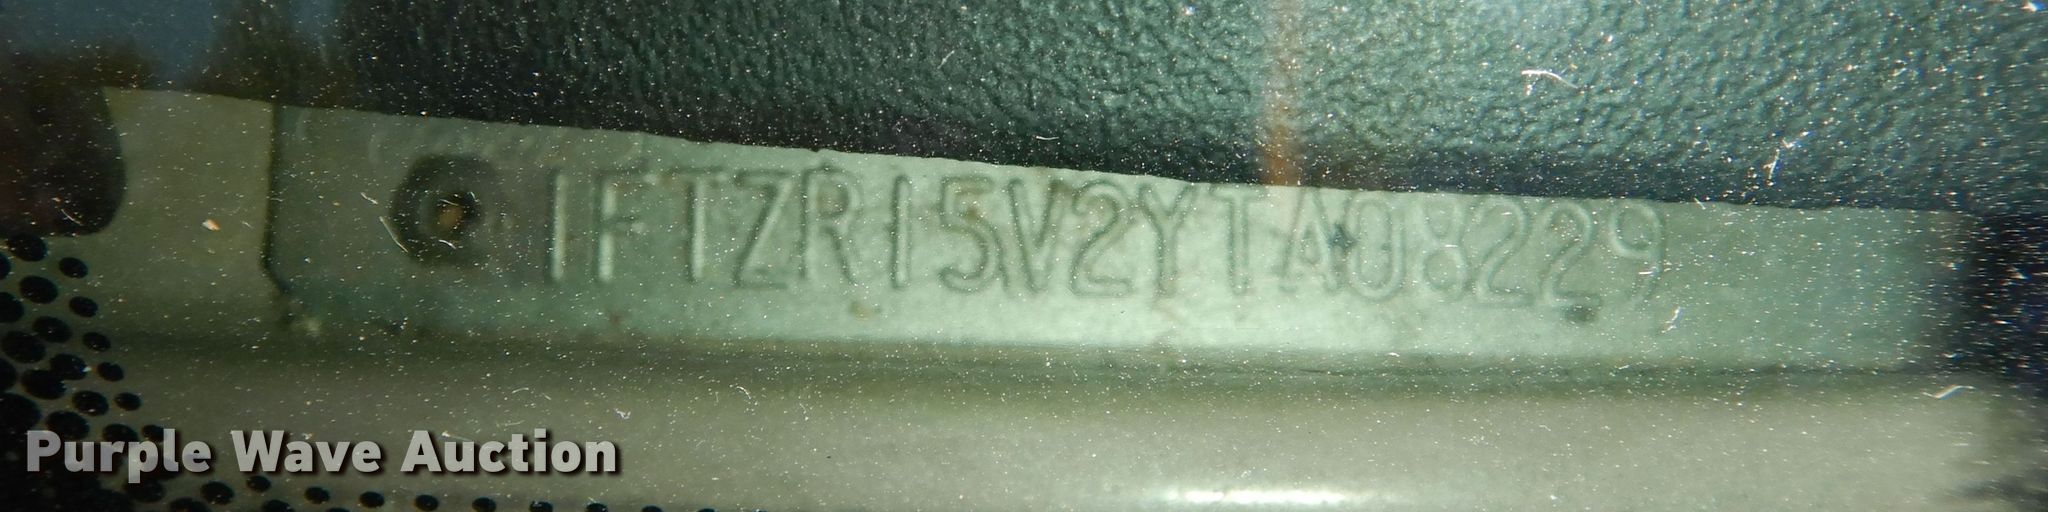 1FTZR15V2YTA08229
Purple Wave Auction